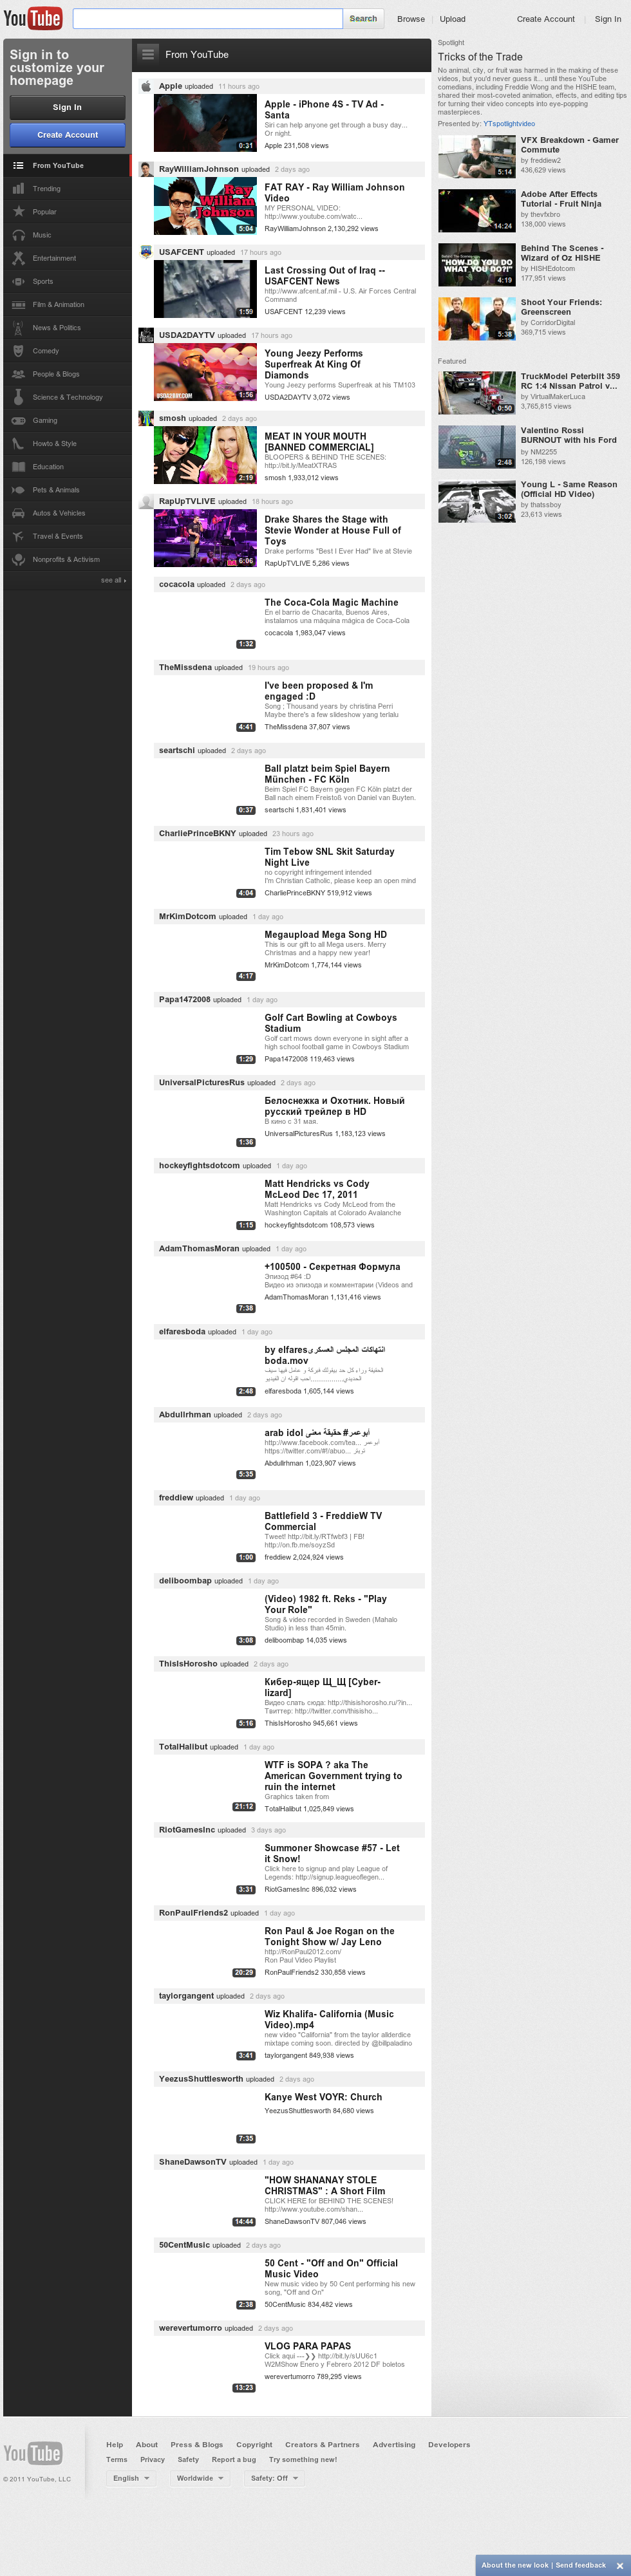 YouTube
Search
Browse | Upload
Create Account | Sign In
Sign in to
customize your
homepage
Sign In
Create Account
From YouTube
Trending
Popular
Music
Entertainment
Sports
Film & Animation
News & Politics
Comedy
People & Blogs
Science & Technology
Gaming
Howto & Style
Education
Pets & Animals
Autos & Vehicles
Travel & Events
Nonprofits & Activism
see all
From YouTube
Apple uploaded 11 hours ago
0:31
Apple - iPhone 4S - TV Ad -
Santa
Siri can help anyone get through a busy day...
Or night.
Apple 231,508 views
RayWilliamJohnson uploaded 2 days ago
Ray
William
Johnson
5:04
FAT RAY - Ray William Johnson
Video
MY PERSONAL VIDEO:
http://www.youtube.com/watc...
RayWilliamJohnson 2,130,292 views
USAFCENT uploaded 17 hours ago
1:59
Last Crossing Out of Iraq --
USAFCENT News
http://www.afcent.af.mil - U.S. Air Forces Central
Command
USAFCENT 12,239 views
USDA2DAYTV uploaded 17 hours ago
USDA2DAY.COM
1:56
Young Jeezy Performs
Superfreak At King Of
Diamonds
Young Jeezy performs Superfreak at his TM103
USDA2DAYTV 3,072 views
smosh uploaded 2 days ago
2:19
MEAT IN YOUR MOUTH
[BANNED COMMERCIAL]
BLOOPERS & BEHIND THE SCENES:
http://bit.ly/MeatXTRAS
smosh 1,933,012 views
RapUpTVLIVE uploaded 18 hours ago
6:06
Drake Shares the Stage with
Stevie Wonder at House Full of
Toys
Drake performs "Best I Ever Had" live at Stevie
RapUpTVLIVE 5,286 views
cocacola uploaded 2 days ago
1:32
The Coca-Cola Magic Machine
En el barrio de Chacarita, Buenos Aires,
instalamos una máquina mágica de Coca-Cola
cocacola 1,983,047 views
TheMissdena uploaded 19 hours ago
4:41
I've been proposed & I'm
engaged :D
Song ; Thousand years by christina Perri
Maybe there's a few slideshow yang terlalu
TheMissdena 37,808 views
seartschi uploaded 2 days ago
0:37
Ball platzt beim Spiel Bayern
München - FC Köln
Beim Spiel FC Bayern gegen FC Köln platzt der
Ball nach einem Freistoß von Daniel van Buyten.
seartschi 1,831,401 views
CharliePrinceBKNY uploaded 23 hours ago
4:04
Tim Tebow SNL Skit Saturday
Night Live
no copyright infringement intended
I'm Christian Catholic, please keep an open mind
CharliePrinceBKNY 519,912 views
MrKimDotcom uploaded 1 day ago
4:17
Megaupload Mega Song HD
This is our gift to all Mega users. Merry
Christmas and a happy new year!
MrKimDotcom 1,774,144 views
Papa1472008 uploaded 1 day ago
1:29
Golf Cart Bowling at Cowboys
Stadium
Golf cart mows down everyone in sight after a
high school football game in Cowboys Stadium
Papa1472008 119,463 views
UniversalPicturesRus uploaded 2 days ago
1:36
Белоснежка и Охотник. Новый
русский трейлер в HD
В кино с 31 мая.
UniversalPicturesRus 1,183,123 views
hockeyfightsdotcom uploaded 1 day ago
1:15
Matt Hendricks vs Cody
McLeod Dec 17, 2011
Matt Hendricks vs Cody McLeod from the
Washington Capitals at Colorado Avalanche
hockeyfightsdotcom 108,573 views
AdamThomasMoran uploaded 1 day ago
7:38
+100500 - Секретная Формула
Эпизод #64 :D
Видео из эпизода и комментарии (Videos and
AdamThomasMoran 1,131,416 views
elfaresboda uploaded 1 day ago
2:48
by elfaresانتهاكات المجلس العسكرى
boda.mov
الحقيقة وراء كل حد بيقولك فبركة و عامل فيها سيف
الحديدي................احب اقوله ان الفيديو
elfaresboda 1,605,144 views
Abdullrhman uploaded 2 days ago
5:35
arab idol أبو عمر# حقيقة معنى
http://www.facebook.com/tea... أبو عمر
https://twitter.com/#!/abuo... تويتر
Abdullrhman 1,023,907 views
freddiew uploaded 1 day ago
1:00
Battlefield 3 - FreddieW TV
Commercial
Tweet! http://bit.ly/RTfwbf3 | FB!
http://on.fb.me/soyzSd
freddiew 2,024,924 views
deliboombap uploaded 1 day ago
3:08
(Video) 1982 ft. Reks - "Play
Your Role"
Song & video recorded in Sweden (Mahalo
Studio) in less than 45min.
deliboombap 14,035 views
ThisIsHorosho uploaded 2 days ago
5:16
Кибер-ящер Щ_Щ [Cyber-
lizard]
Видео слать сюда: http://thisishorosho.ru/?in...
Твиттер: http://twitter.com/thisisho...
ThisIsHorosho 945,661 views
TotalHalibut uploaded 1 day ago
21:12
WTF is SOPA ? aka The
American Government trying to
ruin the internet
Graphics taken from
TotalHalibut 1,025,849 views
RiotGamesInc uploaded 3 days ago
3:31
Summoner Showcase #57 - Let
it Snow!
Click here to signup and play League of
Legends: http://signup.leagueoflegen...
RiotGamesInc 896,032 views
RonPaulFriends2 uploaded 1 day ago
20:29
Ron Paul & Joe Rogan on the
Tonight Show w/ Jay Leno
http://RonPaul2012.com/
Ron Paul Video Playlist
RonPaulFriends2 330,858 views
taylorgangent uploaded 2 days ago
3:41
Wiz Khalifa- California (Music
Video).mp4
new video "California" from the taylor allderdice
mixtape coming soon. directed by @billpaladino
taylorgangent 849,938 views
YeezusShuttlesworth uploaded 2 days ago
7:35
Kanye West VOYR: Church
YeezusShuttlesworth 84,680 views
ShaneDawsonTV uploaded 1 day ago
14:44
"HOW SHANANAY STOLE
CHRISTMAS" : A Short Film
CLICK HERE for BEHIND THE SCENES!
http://www.youtube.com/shan...
ShaneDawsonTV 807,046 views
50CentMusic uploaded 2 days ago
2:38
50 Cent - "Off and On" Official
Music Video
New music video by 50 Cent performing his new
song, "Off and On"
50CentMusic 834,482 views
werevertumorro uploaded 2 days ago
13:23
VLOG PARA PAPAS
Click aqui ---❯❯ http://bit.ly/sUU6c1
W2MShow Enero y Febrero 2012 DF boletos
werevertumorro 789,295 views
Spotlight
Tricks of the Trade
No animal, city, or fruit was harmed in the making of these
videos, but you'd never guess it... until these YouTube
comedians, including Freddie Wong and the HISHE team,
shared their most-coveted animation, effects, and editing tips
for turning their video concepts into eye-popping
masterpieces.
Presented by: YTspotlightvideo
5:14
VFX Breakdown - Gamer
Commute
by freddiew2
436,629 views
14:24
Adobe After Effects
Tutorial - Fruit Ninja
by thevfxbro
138,000 views
"HOW DO YOU DO
WHAT YOU DO?!"
4:19
Behind The Scenes -
Wizard of Oz HISHE
by HISHEdotcom
177,951 views
5:38
Shoot Your Friends:
Greenscreen
by CorridorDigital
369,715 views
Featured
0:50
TruckModel Peterbilt 359
RC 1:4 Nissan Patrol v...
by VirtualMakerLuca
3,765,815 views
2:48
Valentino Rossi
BURNOUT with his Ford
by NM2255
126,198 views
3:02
Young L - Same Reason
(Official HD Video)
by thatssboy
23,613 views
YouTube
© 2011 YouTube, LLC
Help About Press & Blogs Copyright Creators & Partners Advertising Developers
Terms Privacy Safety Report a bug Try something new!
English Worldwide Safety: Off
About the new look | Send feedback ×